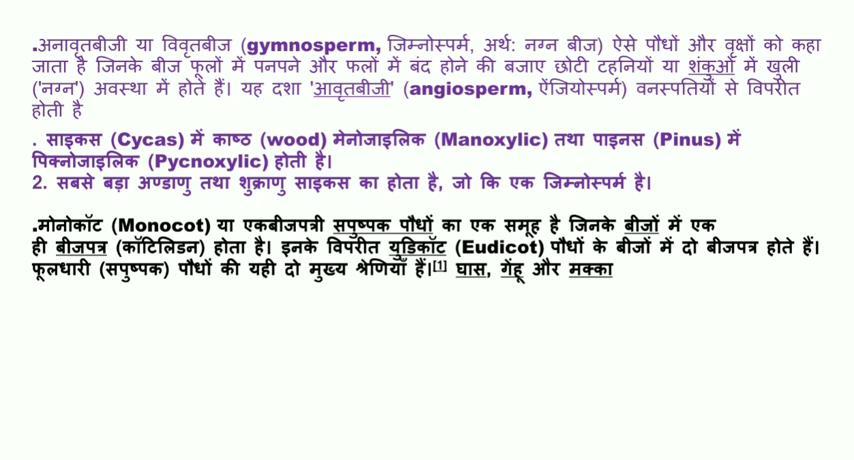 .अनावृतबीजी या विवृतबीज (gymnosperm, जिम्नोस्पर्म, अर्थ: नग्न बीज) ऐसे पौधों और वृक्षों को कहा
जाता है जिनके बीज फूलों में पनपने और फलों में बंद होने की बजाए छोटी टहनियों या शंकुओं में खुली
('नग्न') अवस्था में होते हैं। यह दशा 'आवृतबीजी' (angiosperm, ऐंजियोस्पर्म) वनस्पतियों से विपरीत
होती है
. साइकस (Cycas) में काष्ठ (wood) मेनोजाइलिक (Manoxylic) तथा पाइनस (Pinus) में
पिक्नोजाइलिक (Pycnoxylic) होती है।
2. सबसे बड़ा अण्डाणु तथा शुक्राणु साइकस का होता है, जो कि एक जिम्नोस्पर्म है।
.मोनोकॉट (Monocot) या एकबीजपत्री सपुष्पक पौधों का एक समूह है जिनके बीजों में एक
ही बीजपत्र (कॉटिलिडन) होता है। इनके विपरीत युडिकॉट (Eudicot) पौधों के बीजों में दो बीजपत्र होते हैं।
फूलधारी (सपुष्पक) पौधों की यही दो मुख्य श्रेणियाँ हैं।[1] घास, गेंहू और मक्का